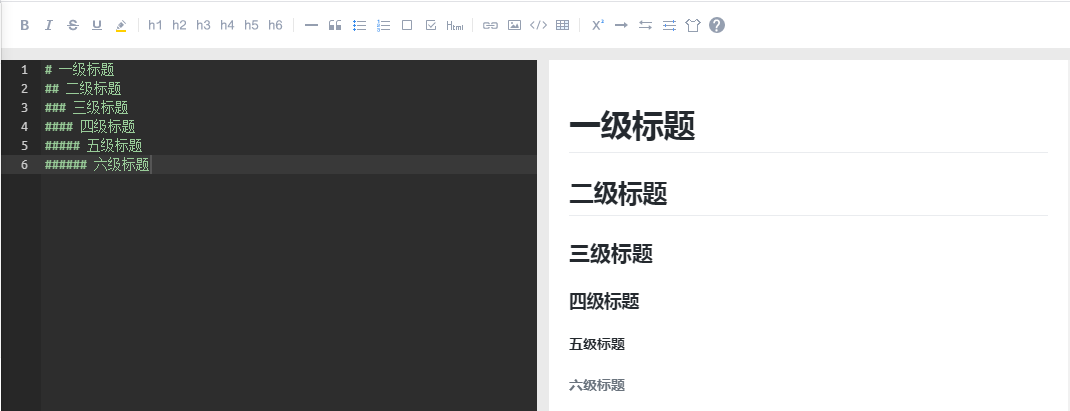 B I S U h1 h2 h3 h4 h5 h6 Html </> X² ?
1 # 一级标题
2 ## 二级标题
3 ### 三级标题
4 #### 四级标题
5 ##### 五级标题
6 ###### 六级标题
一级标题
二级标题
三级标题
四级标题
五级标题
六级标题